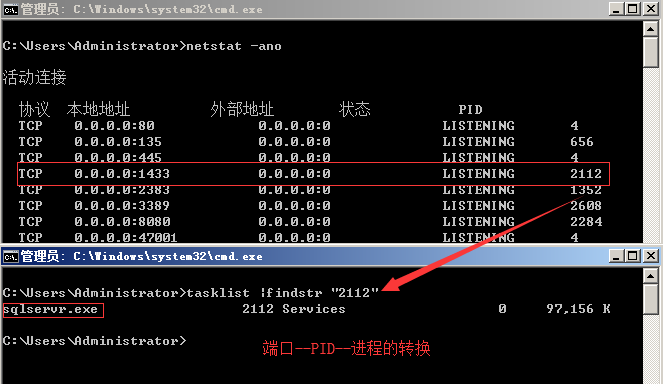 管理员: C:\Windows\system32\cmd.exe
C:\Users\Administrator>netstat -ano
活动连接
协议 本地地址 外部地址 状态 PID
TCP 0.0.0.0:80 0.0.0.0:0 LISTENING 4
TCP 0.0.0.0:135 0.0.0.0:0 LISTENING 656
TCP 0.0.0.0:445 0.0.0.0:0 LISTENING 4
TCP 0.0.0.0:1433 0.0.0.0:0 LISTENING 2112
TCP 0.0.0.0:2383 0.0.0.0:0 LISTENING 1352
TCP 0.0.0.0:3389 0.0.0.0:0 LISTENING 2608
TCP 0.0.0.0:8080 0.0.0.0:0 LISTENING 2284
TCP 0.0.0.0:47001 0.0.0.0:0 LISTENING 4
管理员: C:\Windows\system32\cmd.exe
C:\Users\Administrator>tasklist |findstr "2112"
sqlservr.exe 2112 Services 0 97,156 K
C:\Users\Administrator>
端口--PID--进程的转换